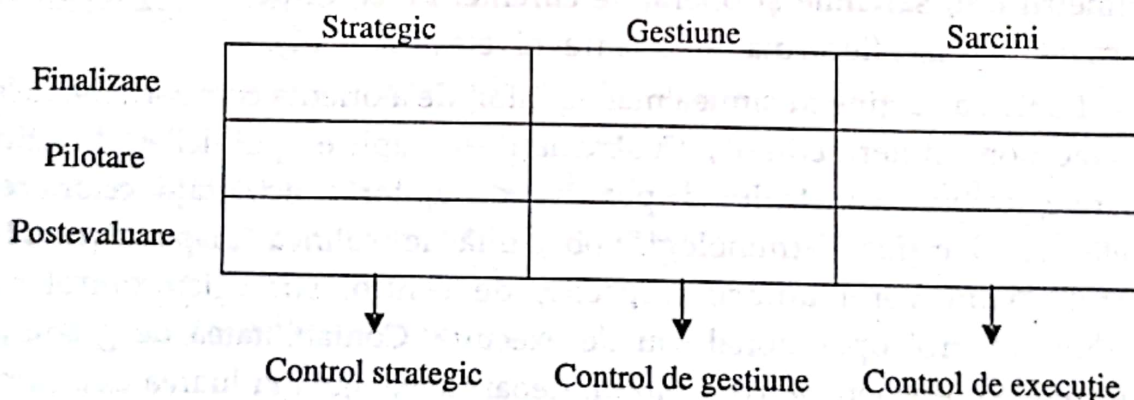 Strategic Gestiune Sarcini
Finalizare
Pilotare
Postevaluare
Control strategic Control de gestiune Control de execuție